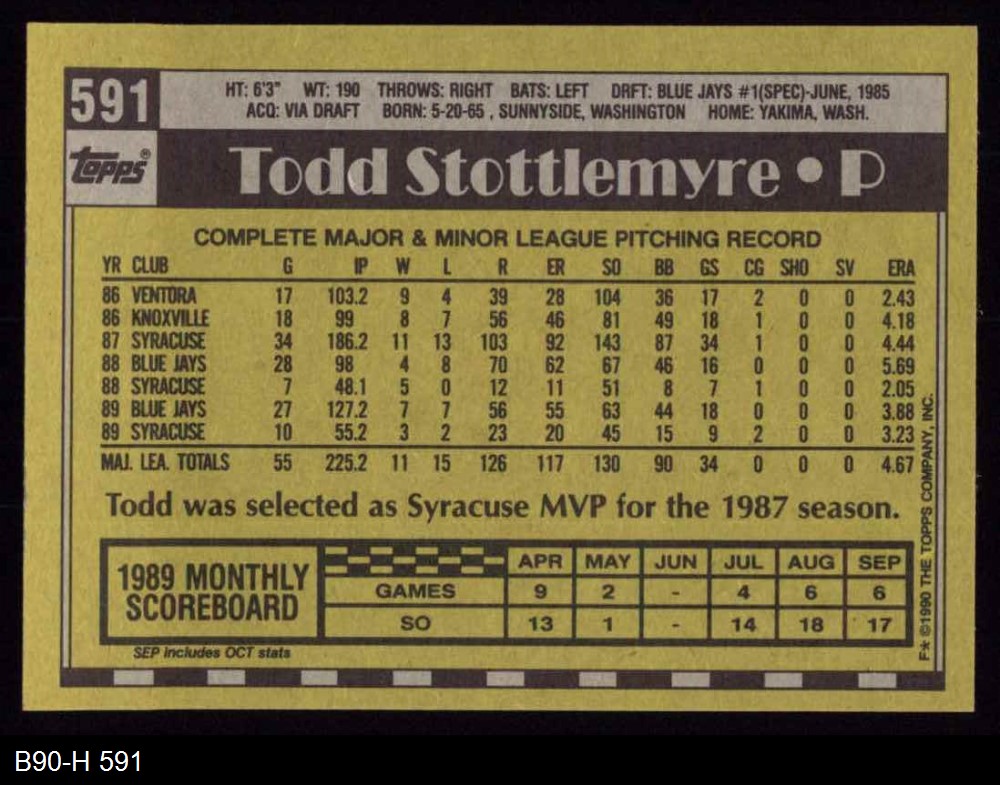 591
HT: 6'3" WT: 190 THROWS: RIGHT BATS: LEFT DRFT: BLUE JAYS #1(SPEC)-JUNE, 1985
ACQ: VIA DRAFT BORN: 5-20-65 , SUNNYSIDE, WASHINGTON HOME: YAKIMA, WASH.
Topps®
Todd Stottlemyre • P
COMPLETE MAJOR & MINOR LEAGUE PITCHING RECORD
YR CLUB G IP W L R ER SO BB GS CG SHO SV ERA
86 VENTURA 17 103.2 9 4 39 28 104 36 17 2 0 0 2.43
86 KNOXVILLE 18 99 8 7 56 46 81 49 18 1 0 0 4.18
87 SYRACUSE 34 186.2 11 13 103 92 143 87 34 1 0 0 4.44
88 BLUE JAYS 28 98 4 8 70 62 67 46 16 0 0 0 5.69
88 SYRACUSE 7 48.1 5 0 12 11 51 8 7 1 0 0 2.05
89 BLUE JAYS 27 127.2 7 7 56 55 63 44 18 0 0 0 3.88
89 SYRACUSE 10 55.2 3 2 23 20 45 15 9 2 0 0 3.23
MAJ. LEA. TOTALS 55 225.2 11 15 126 117 130 90 34 0 0 0 4.67
Todd was selected as Syracuse MVP for the 1987 season.
1989 MONTHLY SCOREBOARD
APR MAY JUN JUL AUG SEP
GAMES 9 2 - 4 6 6
SO 13 1 - 14 18 17
SEP includes OCT stats
F* ©1990 THE TOPPS COMPANY, INC.
B90-H 591